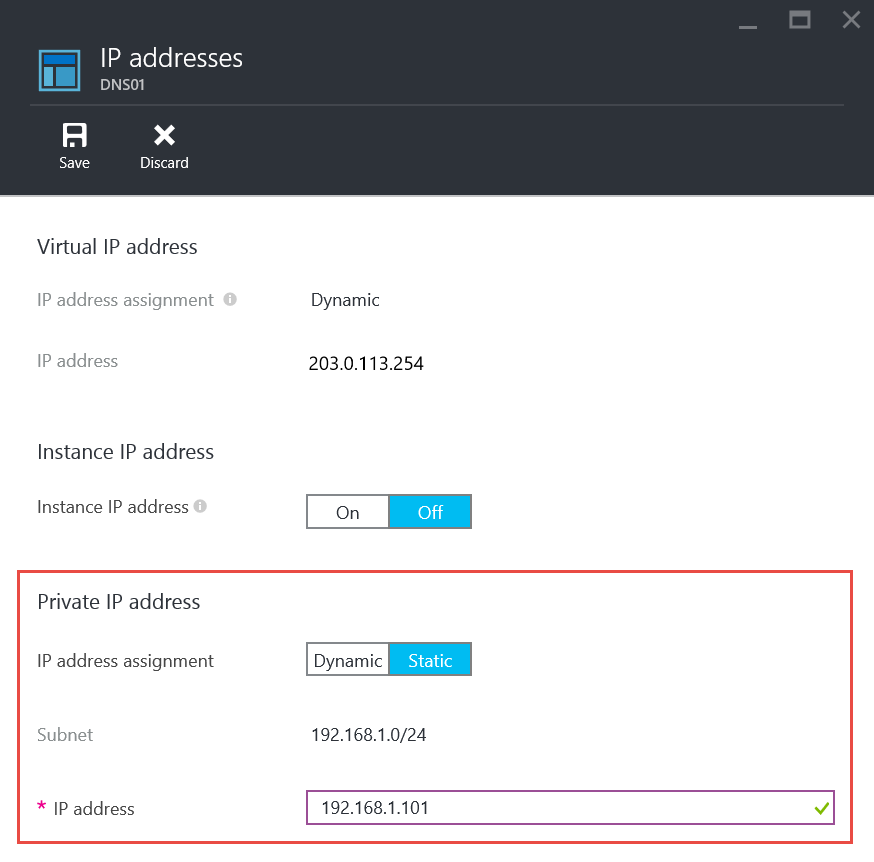 IP addresses
DNS01
Save Discard
Virtual IP address
IP address assignment Dynamic
IP address 203.0.113.254
Instance IP address
Instance IP address On Off
Private IP address
IP address assignment Dynamic Static
Subnet 192.168.1.0/24
* IP address 192.168.1.101